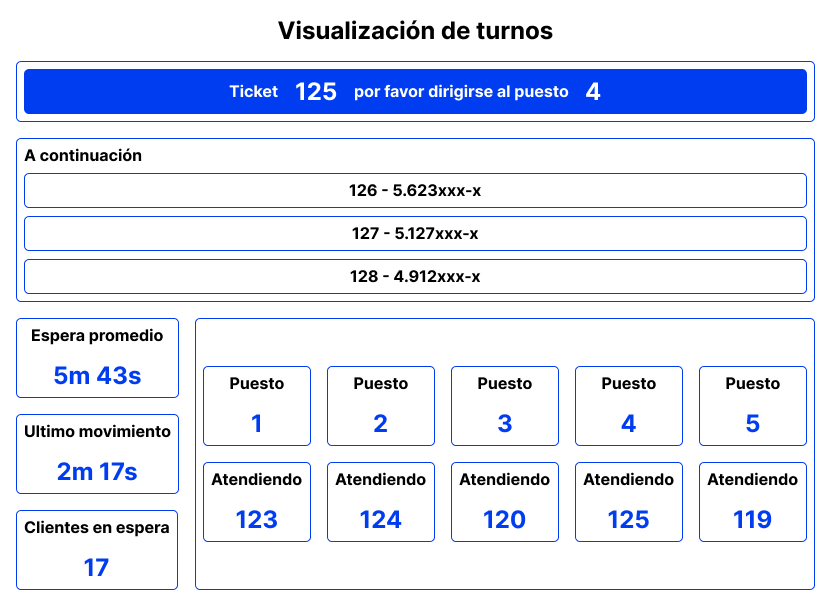 Visualización de turnos
Ticket 125 por favor dirigirse al puesto 4
A continuación
126 - 5.623xxx-x
127 - 5.127xxx-x
128 - 4.912xxx-x
Espera promedio
5m 43s
Ultimo movimiento
2m 17s
Clientes en espera
17
Puesto Puesto Puesto Puesto Puesto
1 2 3 4 5
Atendiendo Atendiendo Atendiendo Atendiendo Atendiendo
123 124 120 125 119